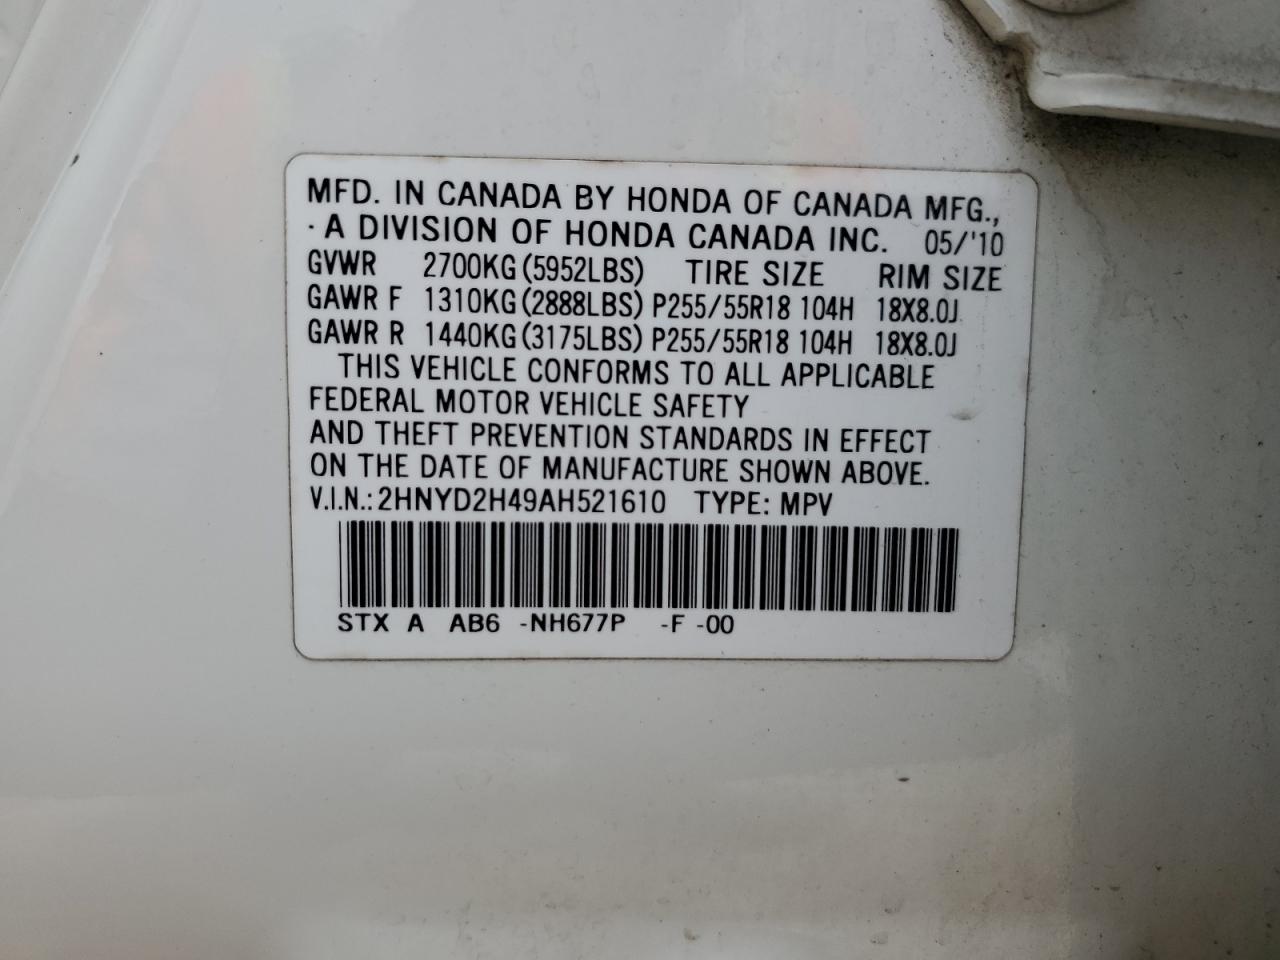 MFD. IN CANADA BY HONDA OF CANADA MFG.,
· A DIVISION OF HONDA CANADA INC. 05/'10
GVWR 2700KG (5952LBS) TIRE SIZE RIM SIZE
GAWR F 1310KG (2888LBS) P255/55R18 104H 18X8.0J
GAWR R 1440KG (3175LBS) P255/55R18 104H 18X8.0J
THIS VEHICLE CONFORMS TO ALL APPLICABLE
FEDERAL MOTOR VEHICLE SAFETY
AND THEFT PREVENTION STANDARDS IN EFFECT
ON THE DATE OF MANUFACTURE SHOWN ABOVE.
V.I.N.: 2HNYD2H49AH521610 TYPE: MPV
STX A AB6 -NH677P -F -00